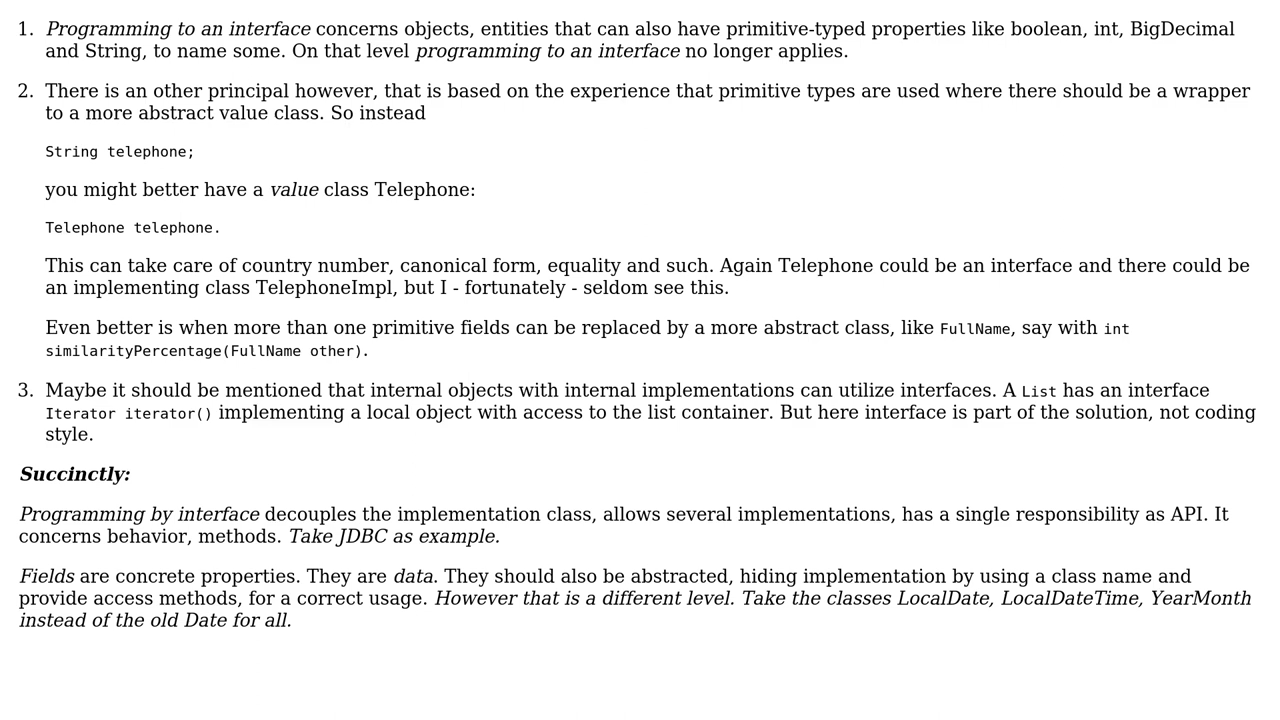 1. Programming to an interface concerns objects, entities that can also have primitive-typed properties like boolean, int, BigDecimal
and String, to name some. On that level programming to an interface no longer applies.
2. There is an other principal however, that is based on the experience that primitive types are used where there should be a wrapper
to a more abstract value class. So instead
String telephone;
you might better have a value class Telephone:
Telephone telephone.
This can take care of country number, canonical form, equality and such. Again Telephone could be an interface and there could be
an implementing class TelephoneImpl, but I - fortunately - seldom see this.
Even better is when more than one primitive fields can be replaced by a more abstract class, like FullName, say with int
similarityPercentage(FullName other).
3. Maybe it should be mentioned that internal objects with internal implementations can utilize interfaces. A List has an interface
Iterator iterator() implementing a local object with access to the list container. But here interface is part of the solution, not coding
style.
Succinctly:
Programming by interface decouples the implementation class, allows several implementations, has a single responsibility as API. It
concerns behavior, methods. Take JDBC as example.
Fields are concrete properties. They are data. They should also be abstracted, hiding implementation by using a class name and
provide access methods, for a correct usage. However that is a different level. Take the classes LocalDate, LocalDateTime, YearMonth
instead of the old Date for all.